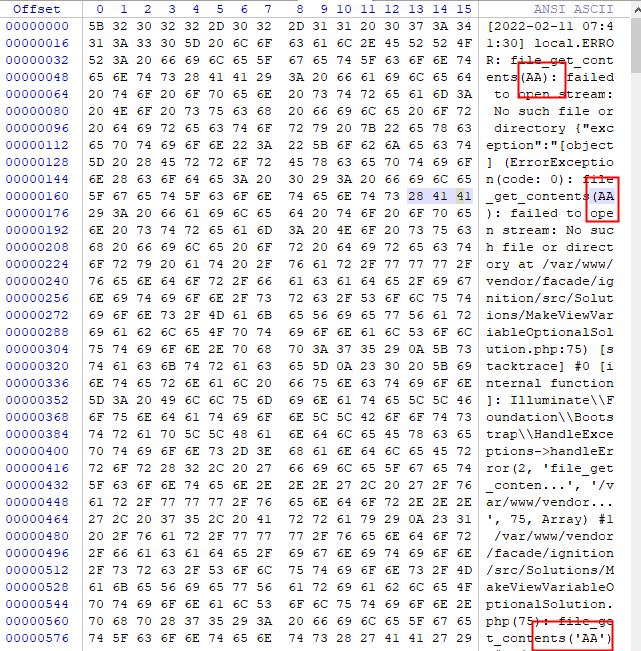 Offset 0 1 2 3 4 5 6 7 8 9 10 11 12 13 14 15 ANSI ASCII
00000000 5B 32 30 32 32 2D 30 32 2D 31 31 20 30 37 3A 34 [2022-02-11 07:4
00000016 31 3A 33 30 5D 20 6C 6F 63 61 6C 2E 45 52 52 4F 1:30] local.ERRO
00000032 52 3A 20 66 69 6C 65 5F 67 65 74 5F 63 6F 6E 74 R: file_get_cont
00000048 65 6E 74 73 28 41 41 29 3A 20 66 61 69 6C 65 64 ents(AA): failed
00000064 20 74 6F 20 6F 70 65 6E 20 73 74 72 65 61 6D 3A to open stream:
00000080 20 4E 6F 20 73 75 63 68 20 66 69 6C 65 20 6F 72 No such file or
00000096 20 64 69 72 65 63 74 6F 72 79 20 7B 22 65 78 63 directory {"exc
00000112 65 70 74 69 6F 6E 22 3A 22 5B 6F 62 6A 65 63 74 eption":"[object
00000128 5D 20 28 45 72 72 6F 72 45 78 63 65 70 74 69 6F ] (ErrorExceptio
00000144 6E 28 63 6F 64 65 3A 20 30 29 3A 20 66 69 6C 65 n(code: 0): file
00000160 5F 67 65 74 5F 63 6F 6E 74 65 6E 74 73 28 41 41 _get_contents(AA
00000176 29 3A 20 66 61 69 6C 65 64 20 74 6F 20 6F 70 65 ): failed to ope
00000192 6E 20 73 74 72 65 61 6D 3A 20 4E 6F 20 73 75 63 n stream: No suc
00000208 68 20 66 69 6C 65 20 6F 72 20 64 69 72 65 63 74 h file or direct
00000224 6F 72 79 20 61 74 20 2F 76 61 72 2F 77 77 77 2F ory at /var/www/
00000240 76 65 6E 64 6F 72 2F 66 61 63 61 64 65 2F 69 67 vendor/facade/ig
00000256 6E 69 74 69 6F 6E 2F 73 72 63 2F 53 6F 6C 75 74 nition/src/Solut
00000272 69 6F 6E 73 2F 4D 61 6B 65 56 69 65 77 56 61 72 ions/MakeViewVar
00000288 69 61 62 6C 65 4F 70 74 69 6F 6E 61 6C 53 6F 6C iableOptionalSol
00000304 75 74 69 6F 6E 2E 70 68 70 3A 37 35 29 0A 5B 73 ution.php:75) [s
00000320 74 61 63 6B 74 72 61 63 65 5D 0A 23 30 20 5B 69 tacktrace] #0 [i
00000336 6E 74 65 72 6E 61 6C 20 66 75 6E 63 74 69 6F 6E nternal function
00000352 5D 3A 20 49 6C 6C 75 6D 69 6E 61 74 65 5C 5C 46 ]: Illuminate\\F
00000368 6F 75 6E 64 61 74 69 6F 6E 5C 5C 42 6F 6F 74 73 oundation\\Boots
00000384 74 72 61 70 5C 5C 48 61 6E 64 6C 65 45 78 63 65 trap\\HandleExce
00000400 70 74 69 6F 6E 73 2D 3E 68 61 6E 64 6C 65 45 72 ptions->handleEr
00000416 72 6F 72 28 32 2C 20 27 66 69 6C 65 5F 67 65 74 ror(2, 'file_get
00000432 5F 63 6F 6E 74 65 6E 2E 2E 2E 27 2C 20 27 2F 76 _conten...', '/v
00000448 61 72 2F 77 77 77 2F 76 65 6E 64 6F 72 2E 2E 2E ar/www/vendor...
00000464 27 2C 20 37 35 2C 20 41 72 72 61 79 29 0A 23 31 ', 75, Array) #1
00000480 20 2F 76 61 72 2F 77 77 77 2F 76 65 6E 64 6F 72 /var/www/vendor
00000496 2F 66 61 63 61 64 65 2F 69 67 6E 69 74 69 6F 6E /facade/ignition
00000512 2F 73 72 63 2F 53 6F 6C 75 74 69 6F 6E 73 2F 4D /src/Solutions/M
00000528 61 6B 65 56 69 65 77 56 61 72 69 61 62 6C 65 4F akeViewVariableO
00000544 70 74 69 6F 6E 61 6C 53 6F 6C 75 74 69 6F 6E 2E ptionalSolution.
00000560 70 68 70 28 37 35 29 3A 20 66 69 6C 65 5F 67 65 php(75): file_ge
00000576 74 5F 63 6F 6E 74 65 6E 74 73 28 27 41 41 27 29 t_contents('AA')